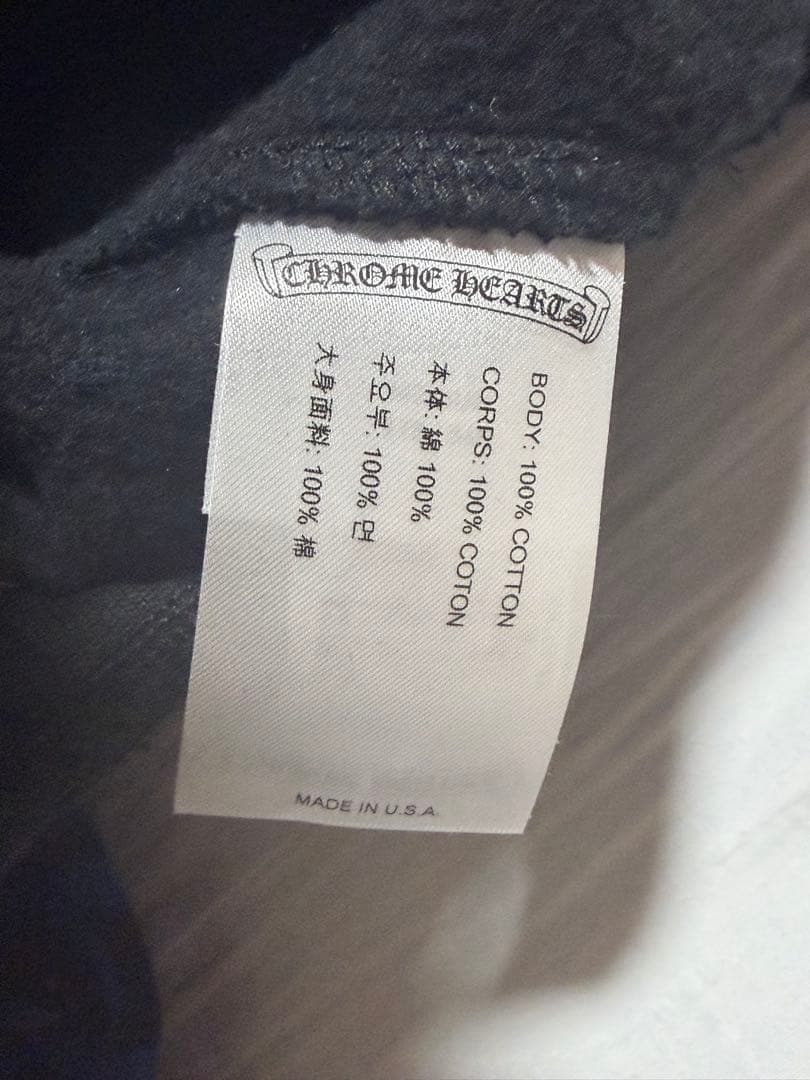 CHROME HEARTS
BODY: 100% COTTON
CORPS: 100% COTON
本体: 綿 100%
주요부: 100% 면
大身面料: 100% 棉
MADE IN U.S.A.